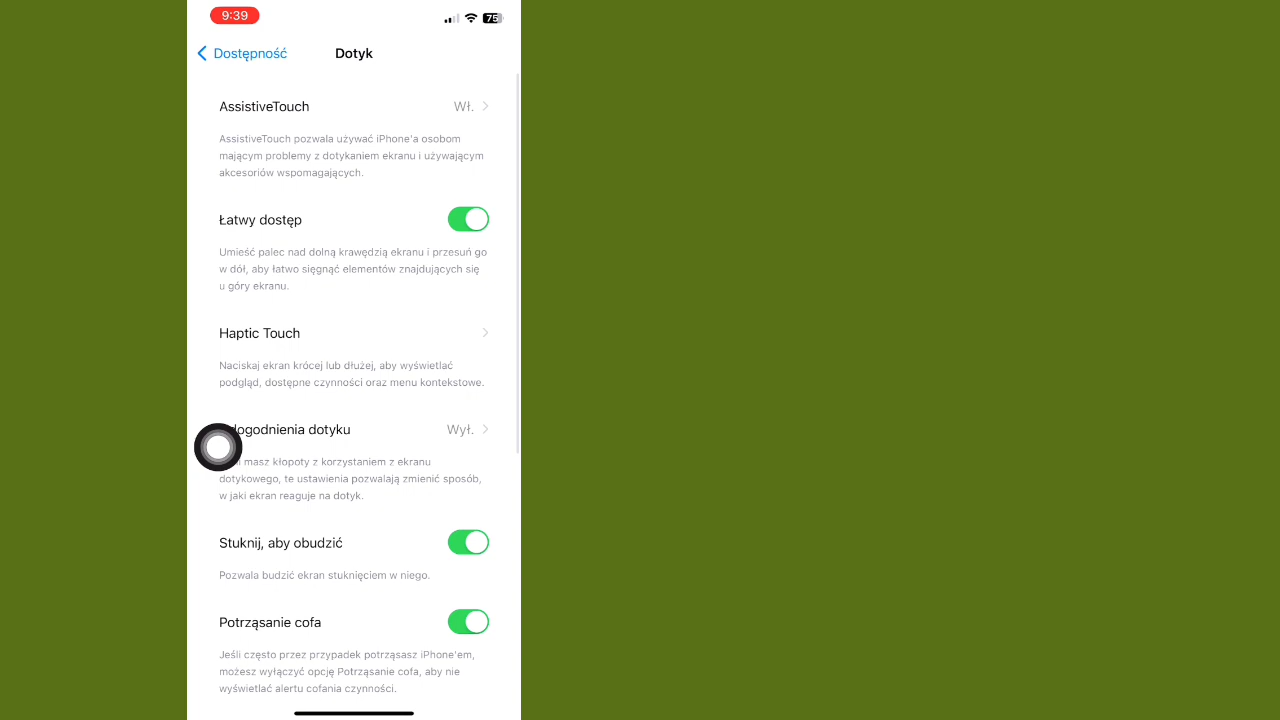 9:39
75
Dostępność
Dotyk
AssistiveTouch
Wł.
AssistiveTouch pozwala używać iPhone'a osobom
mającym problemy z dotykaniem ekranu i używającym
akcesoriów wspomagających.
Łatwy dostęp
Umieść palec nad dolną krawędzią ekranu i przesuń go
w dół, aby łatwo sięgnąć elementów znajdujących się
u góry ekranu.
Haptic Touch
Naciskaj ekran krócej lub dłużej, aby wyświetlać
podgląd, dostępne czynności oraz menu kontekstowe.
dogodnienia dotyku
Wył.
masz kłopoty z korzystaniem z ekranu
dotykowego, te ustawienia pozwalają zmienić sposób,
w jaki ekran reaguje na dotyk.
Stuknij, aby obudzić
Pozwala budzić ekran stuknięciem w niego.
Potrząsanie cofa
Jeśli często przez przypadek potrząsasz iPhone'em,
możesz wyłączyć opcję Potrząsanie cofa, aby nie
wyświetlać alertu cofania czynności.